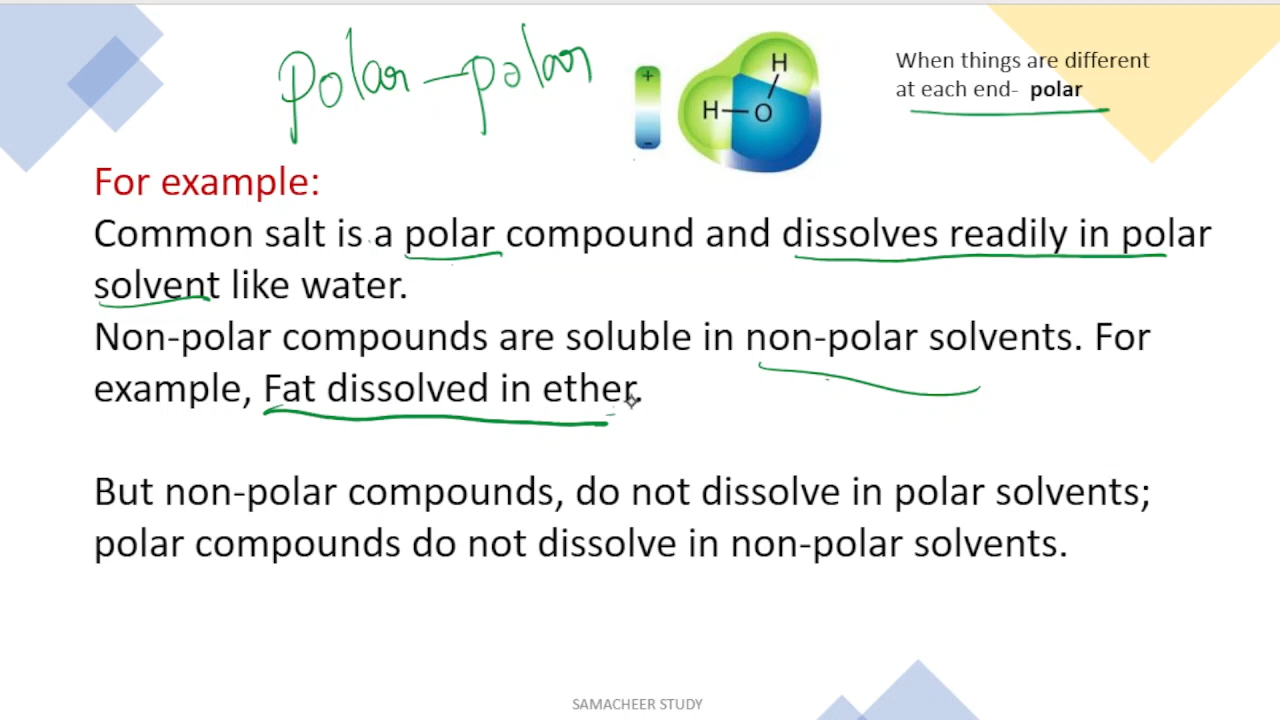 Polar - polar
+
-
H
H
O
When things are different
at each end- polar
For example:
Common salt is a polar compound and dissolves readily in polar
solvent like water.
Non-polar compounds are soluble in non-polar solvents. For
example, Fat dissolved in ether.
But non-polar compounds, do not dissolve in polar solvents;
polar compounds do not dissolve in non-polar solvents.
SAMACHEER STUDY